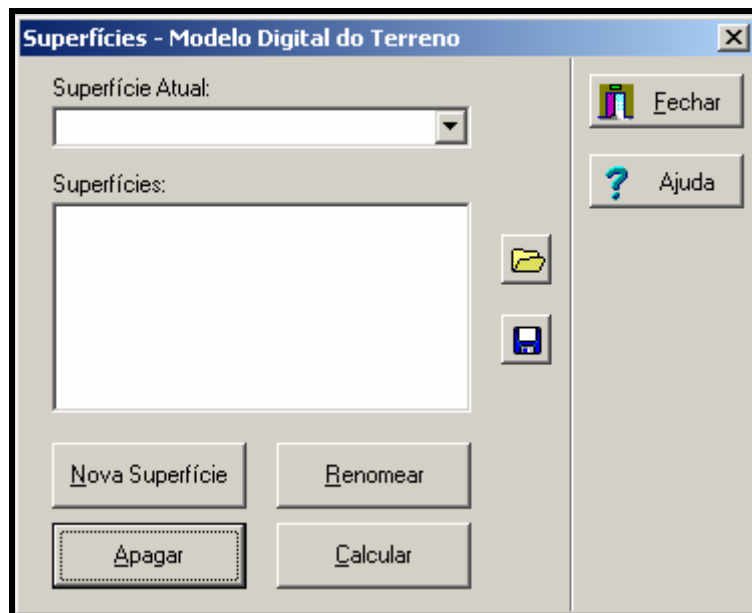 Superfícies - Modelo Digital do Terreno
Superfície Atual:
Fechar
Superfícies:
Ajuda
Nova Superfície
Renomear
Apagar
Calcular